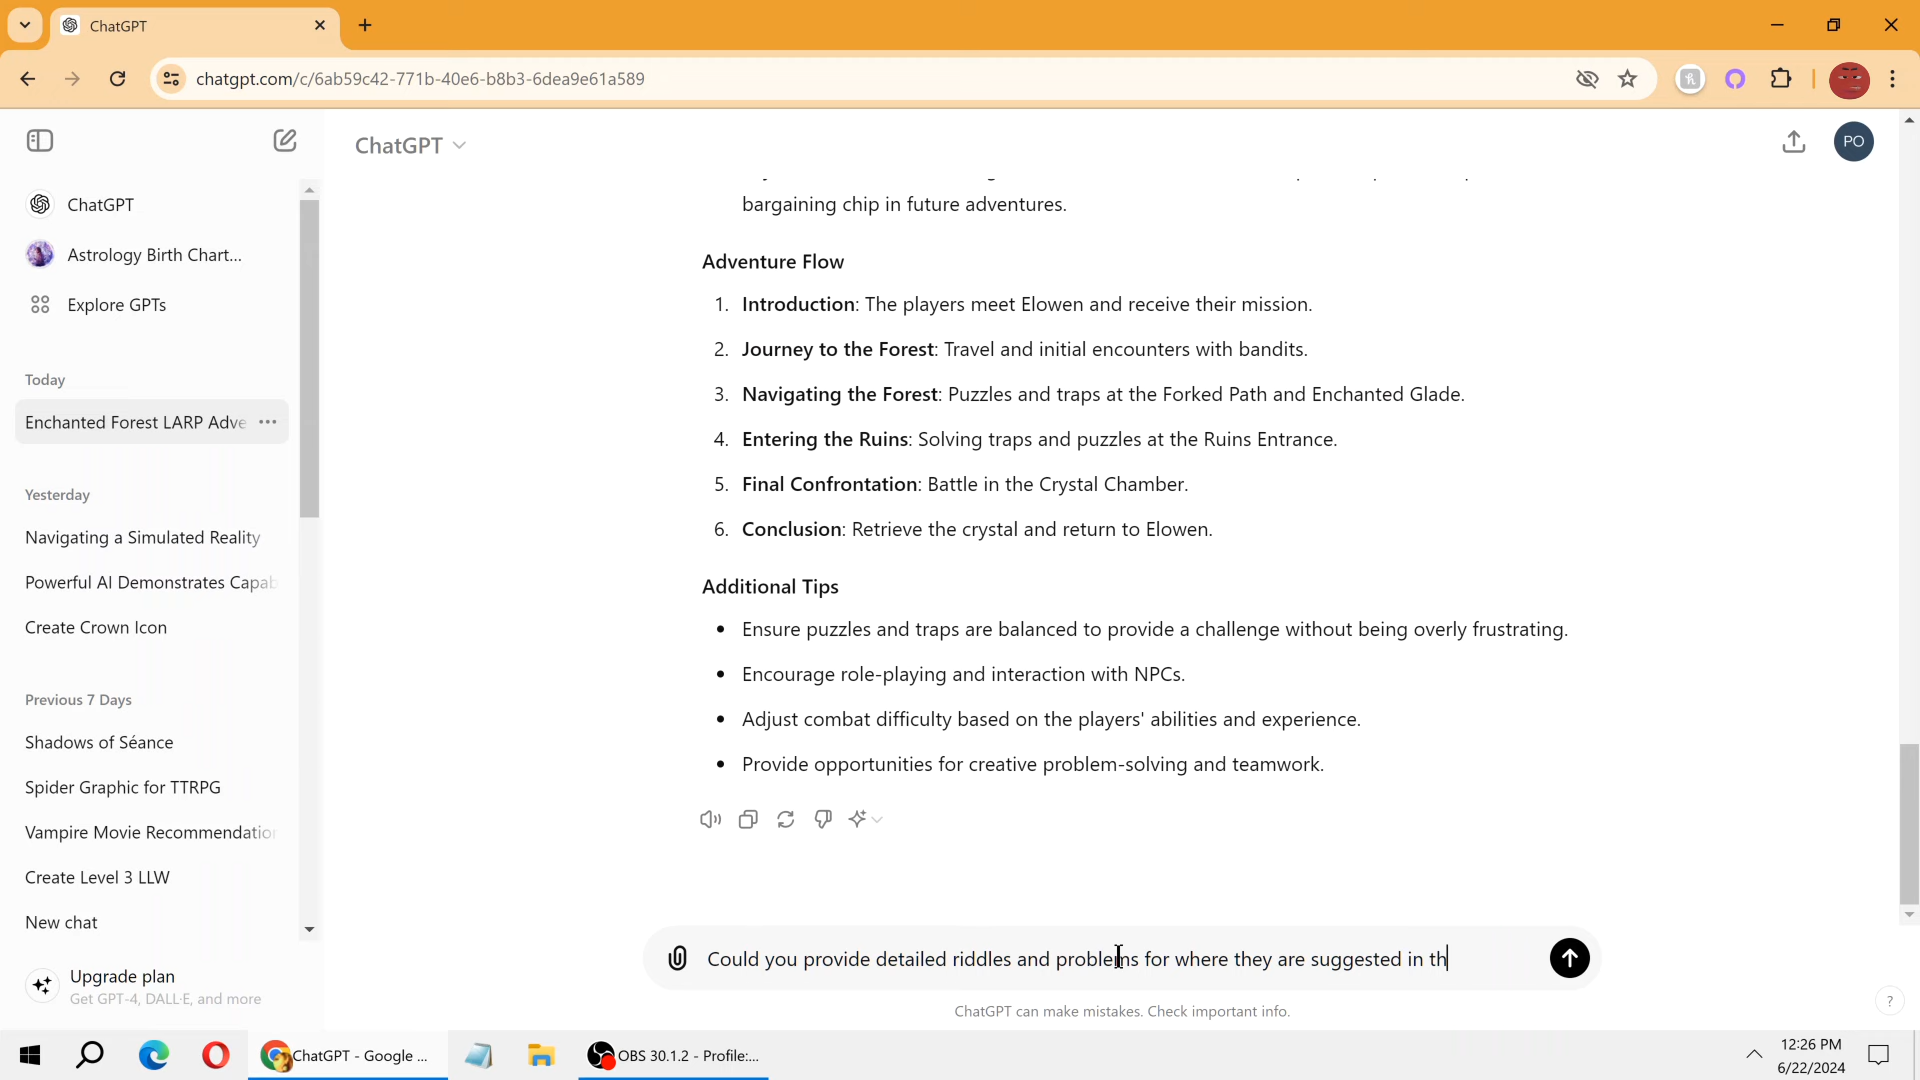 ChatGPT
chatgpt.com/c/6ab59c42-771b-40e6-b8b3-6dea9e61a589
ChatGPT
PO
ChatGPT
Astrology Birth Chart...
Explore GPTs
Today
Enchanted Forest LARP Adve
Yesterday
Navigating a Simulated Reality
Powerful AI Demonstrates Capab
Create Crown Icon
Previous 7 Days
Shadows of Séance
Spider Graphic for TTRPG
Vampire Movie Recommendation
Create Level 3 LLW
New chat
Upgrade plan
Get GPT-4, DALL·E, and more
bargaining chip in future adventures.
Adventure Flow
1. Introduction: The players meet Elowen and receive their mission.
2. Journey to the Forest: Travel and initial encounters with bandits.
3. Navigating the Forest: Puzzles and traps at the Forked Path and Enchanted Glade.
4. Entering the Ruins: Solving traps and puzzles at the Ruins Entrance.
5. Final Confrontation: Battle in the Crystal Chamber.
6. Conclusion: Retrieve the crystal and return to Elowen.
Additional Tips
• Ensure puzzles and traps are balanced to provide a challenge without being overly frustrating.
• Encourage role-playing and interaction with NPCs.
• Adjust combat difficulty based on the players' abilities and experience.
• Provide opportunities for creative problem-solving and teamwork.
Could you provide detailed riddles and problems for where they are suggested in th
ChatGPT can make mistakes. Check important info.
?
ChatGPT - Google ...
OBS 30.1.2 - Profile:...
12:26 PM
6/22/2024